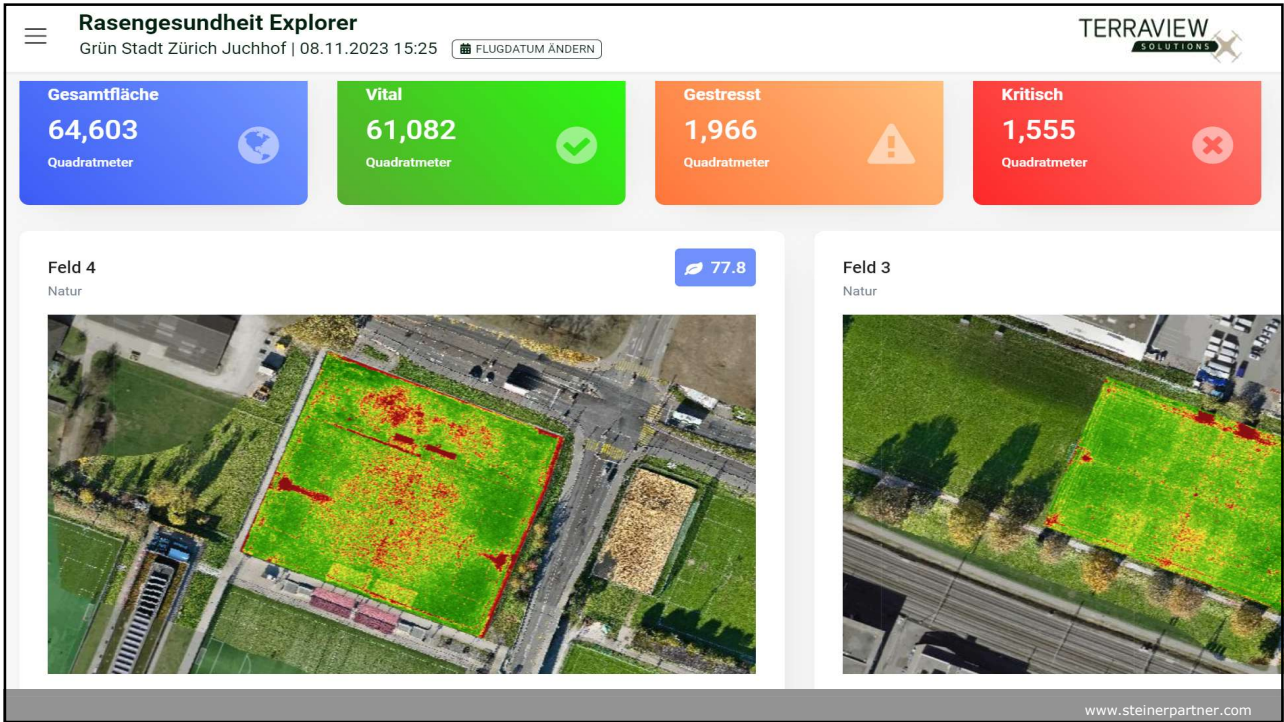 Rasengesundheit Explorer
Grün Stadt Zürich Juchhof | 08.11.2023 15:25 FLUGDATUM ÄNDERN
TERRAVIEW
SOLUTIONS
Gesamtfläche
64,603
Quadratmeter
Vital
61,082
Quadratmeter
Gestresst
1,966
Quadratmeter
Kritisch
1,555
Quadratmeter
Feld 4
Natur
77.8
Feld 3
Natur
www.steinerpartner.com